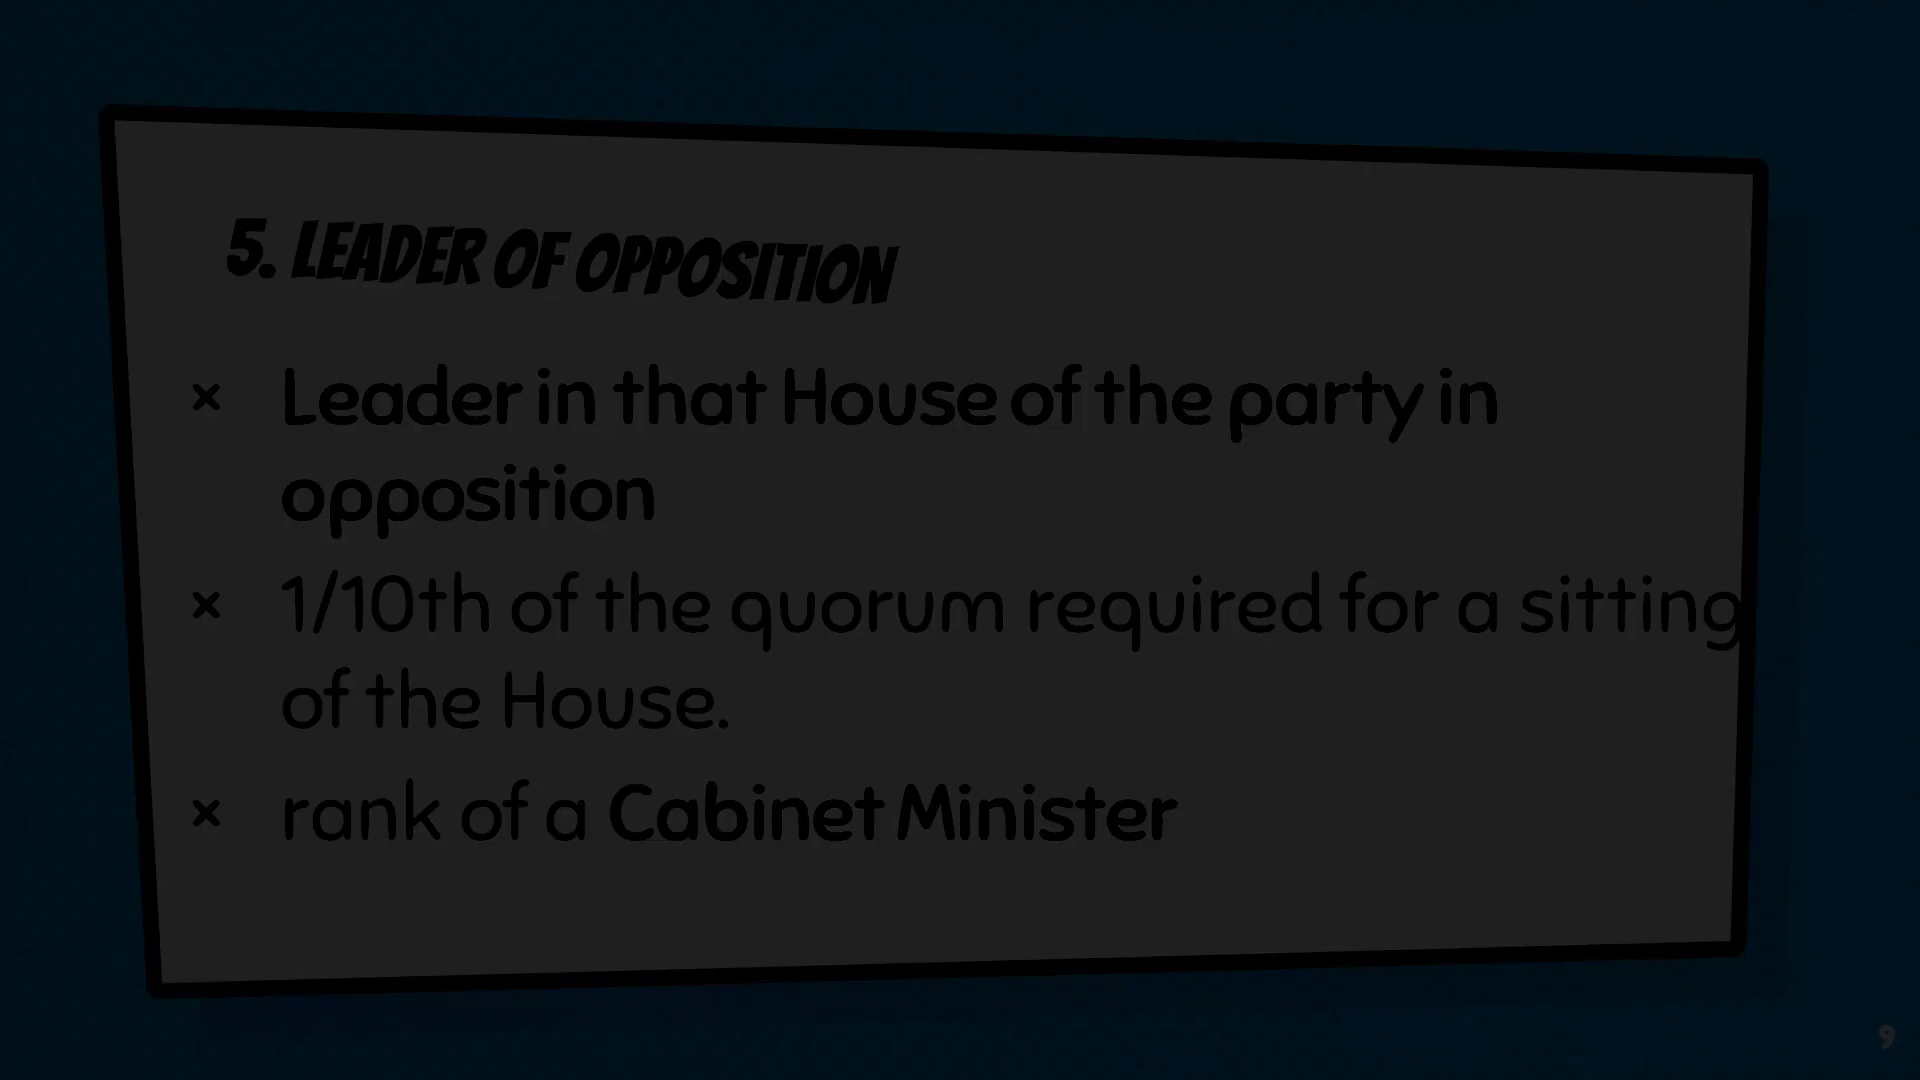 5. LEADER OF OPPOSITION
× Leader in that House of the party in
opposition
× 1/10th of the quorum required for a sitting
of the House.
× rank of a Cabinet Minister
9